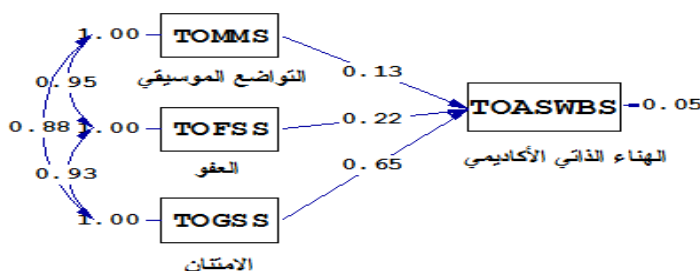 1.00 TOMMS
التواضع الموسيقي
0.13
0.95
TOASWBS 0.05
0.88 1.00 TOFSS 0.22
الهناء الذاتي الأكاديمي
العفو
0.93
0.65
1.00 TOGSS
الامتنان